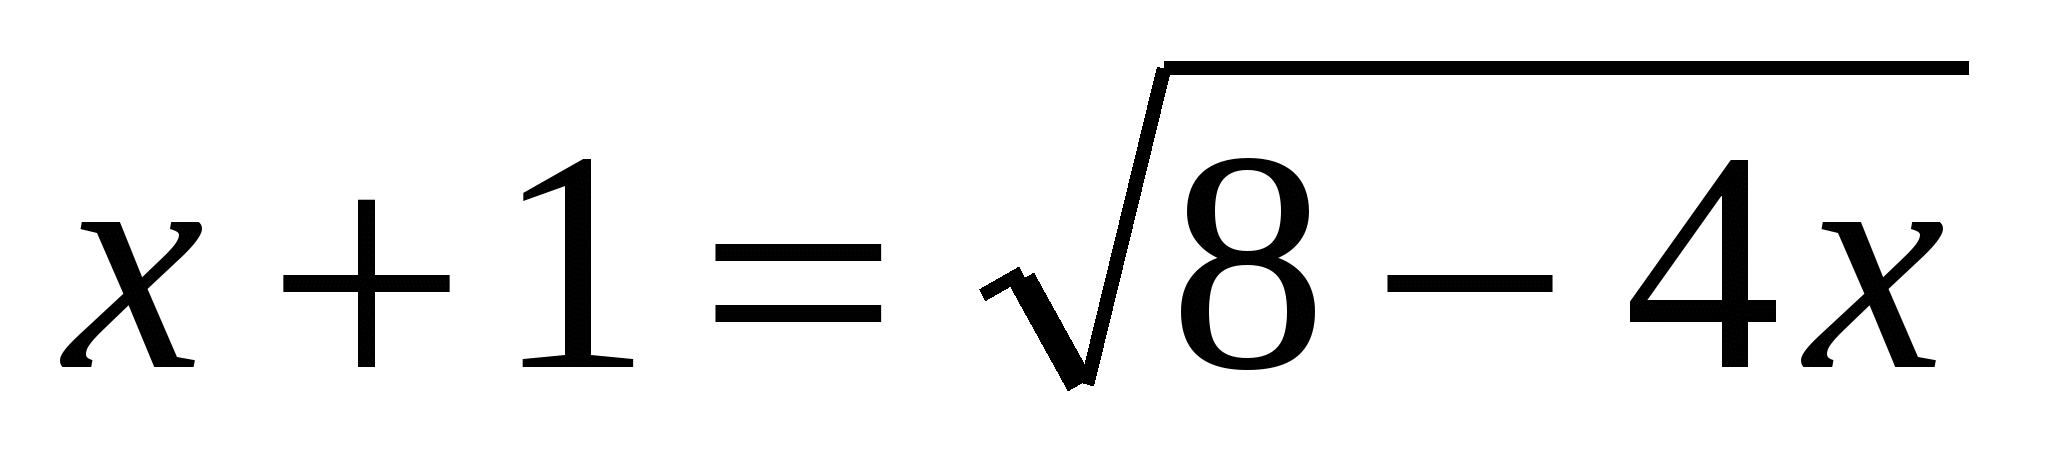 x + 1 = √(8 − 4x)